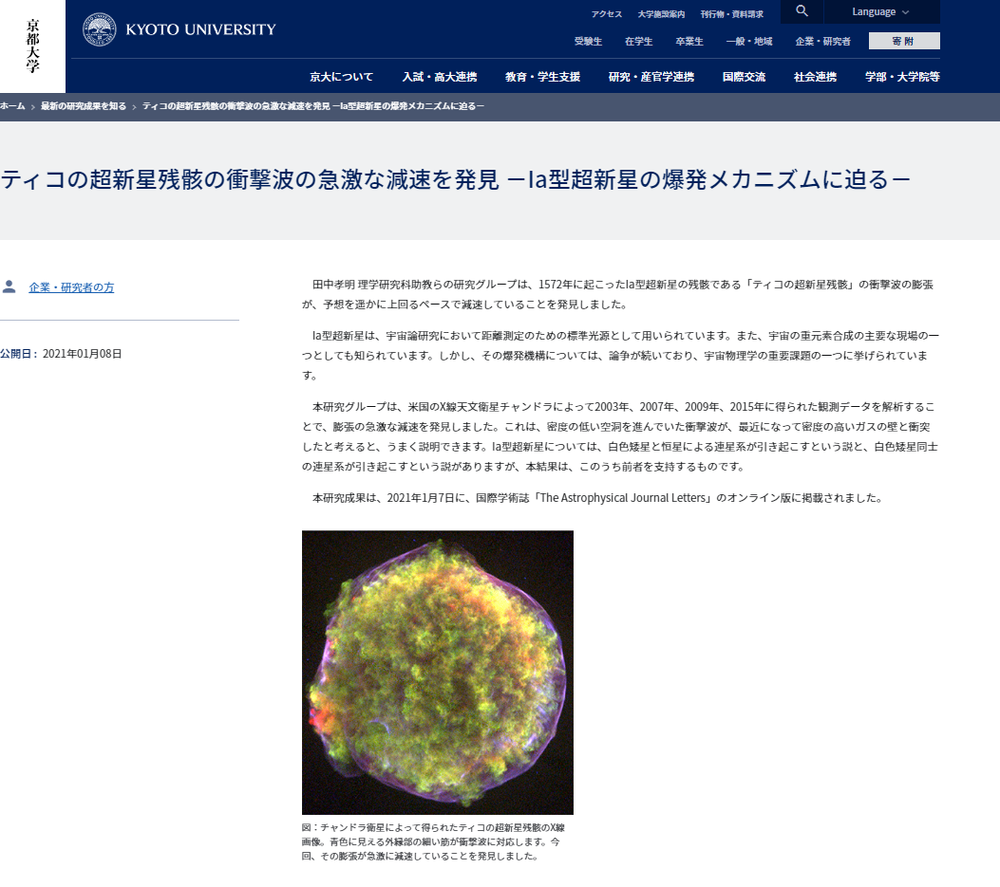 京都大学
KYOTO UNIVERSITY
アクセス 大学施設案内 刊行物・資料請求 Language
受験生 在学生 卒業生 一般・地域 企業・研究者 寄附
京大について 入試・高大連携 教育・学生支援 研究・産官学連携 国際交流 社会連携 学部・大学院等
ホーム > 最新の研究成果を知る > ティコの超新星残骸の衝撃波の急激な減速を発見 －Ia型超新星の爆発メカニズムに迫る－
ティコの超新星残骸の衝撃波の急激な減速を発見 －Ia型超新星の爆発メカニズムに迫る－
企業・研究者の方
公開日： 2021年01月08日
田中孝明 理学研究科助教らの研究グループは、1572年に起こったIa型超新星の残骸である「ティコの超新星残骸」の衝撃波の膨張
が、予想を遥かに上回るペースで減速していることを発見しました。
Ia型超新星は、宇宙論研究において距離測定のための標準光源として用いられています。また、宇宙の重元素合成の主要な現場の一
つとしても知られています。しかし、その爆発機構については、論争が続いており、宇宙物理学の重要課題の一つに挙げられていま
す。
本研究グループは、米国のX線天文衛星チャンドラによって2003年、2007年、2009年、2015年に得られた観測データを解析するこ
とで、膨張の急激な減速を発見しました。これは、密度の低い空洞を進んでいた衝撃波が、最近になって密度の高いガスの壁と衝突
したと考えると、うまく説明できます。Ia型超新星については、白色矮星と恒星による連星系が引き起こすという説と、白色矮星同士
の連星系が引き起こすという説がありますが、本結果は、このうち前者を支持するものです。
本研究成果は、2021年1月7日に、国際学術誌「The Astrophysical Journal Letters」のオンライン版に掲載されました。
図：チャンドラ衛星によって得られたティコの超新星残骸のX線
画像。青色に見える外縁部の細い筋が衝撃波に対応します。今
回、その膨張が急激に減速していることを発見しました。